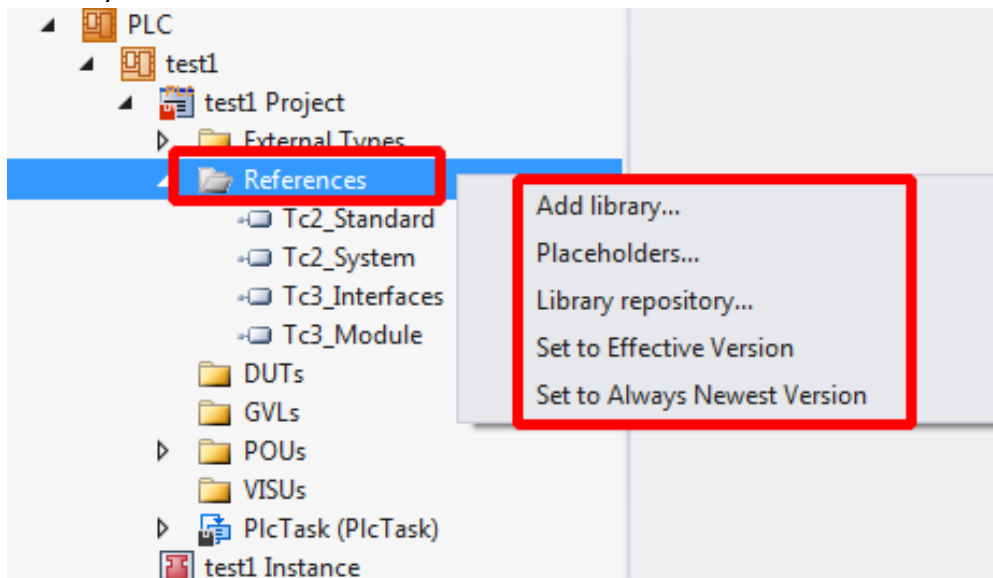 PLC
test1
test1 Project
External Types
References
Tc2_Standard
Tc2_System
Tc3_Interfaces
Tc3_Module
DUTs
GVLs
POUs
VISUs
PlcTask (PlcTask)
test1 Instance
Add library...
Placeholders...
Library repository...
Set to Effective Version
Set to Always Newest Version